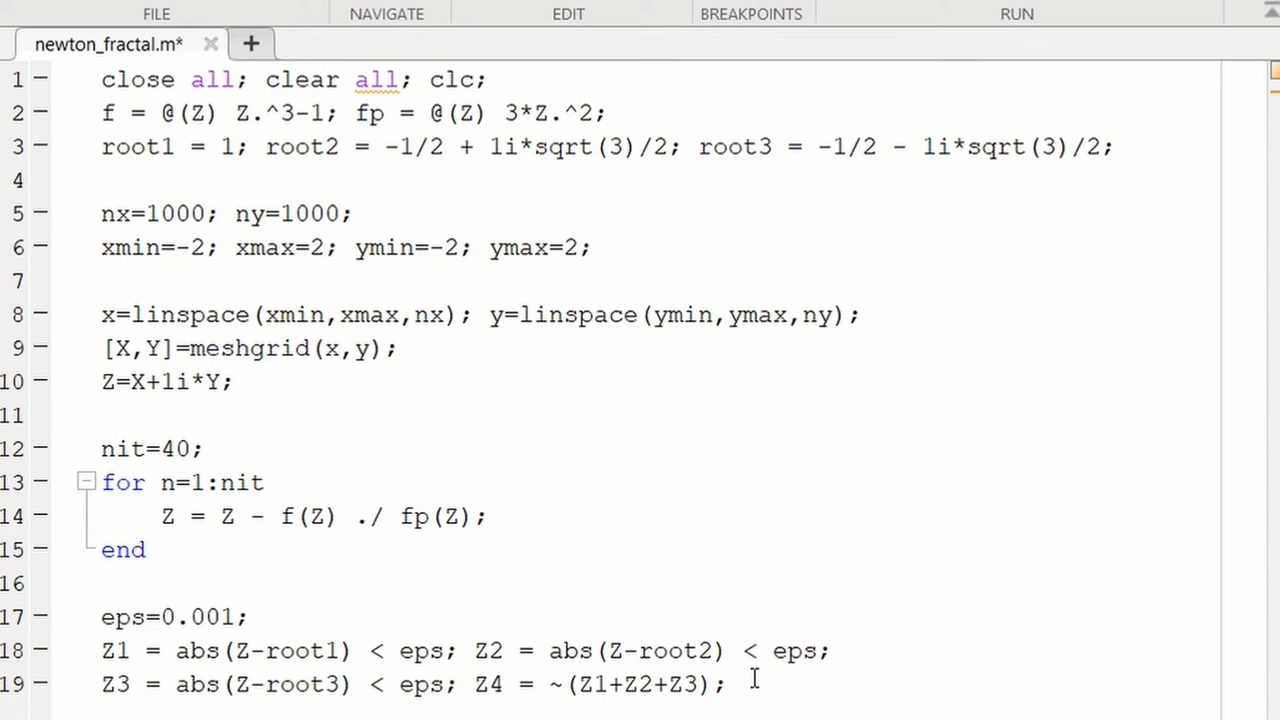 FILE NAVIGATE EDIT BREAKPOINTS RUN
newton_fractal.m* × +
1 – close all; clear all; clc;
2 – f = @(Z) Z.^3-1; fp = @(Z) 3*Z.^2;
3 – root1 = 1; root2 = -1/2 + 1i*sqrt(3)/2; root3 = -1/2 - 1i*sqrt(3)/2;
4
5 – nx=1000; ny=1000;
6 – xmin=-2; xmax=2; ymin=-2; ymax=2;
7
8 – x=linspace(xmin,xmax,nx); y=linspace(ymin,ymax,ny);
9 – [X,Y]=meshgrid(x,y);
10 – Z=X+1i*Y;
11
12 – nit=40;
13 – for n=1:nit
14 – Z = Z - f(Z) ./ fp(Z);
15 – end
16
17 – eps=0.001;
18 – Z1 = abs(Z-root1) < eps; Z2 = abs(Z-root2) < eps;
19 – Z3 = abs(Z-root3) < eps; Z4 = ~(Z1+Z2+Z3);